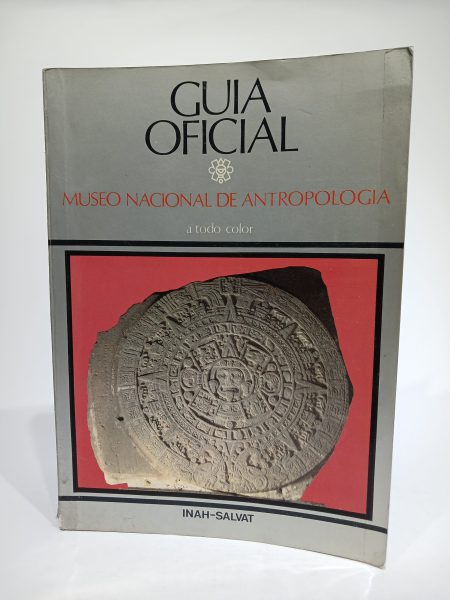 GUIA
OFICIAL
MUSEO NACIONAL DE ANTROPOLOGIA
a todo color
INAH-SALVAT